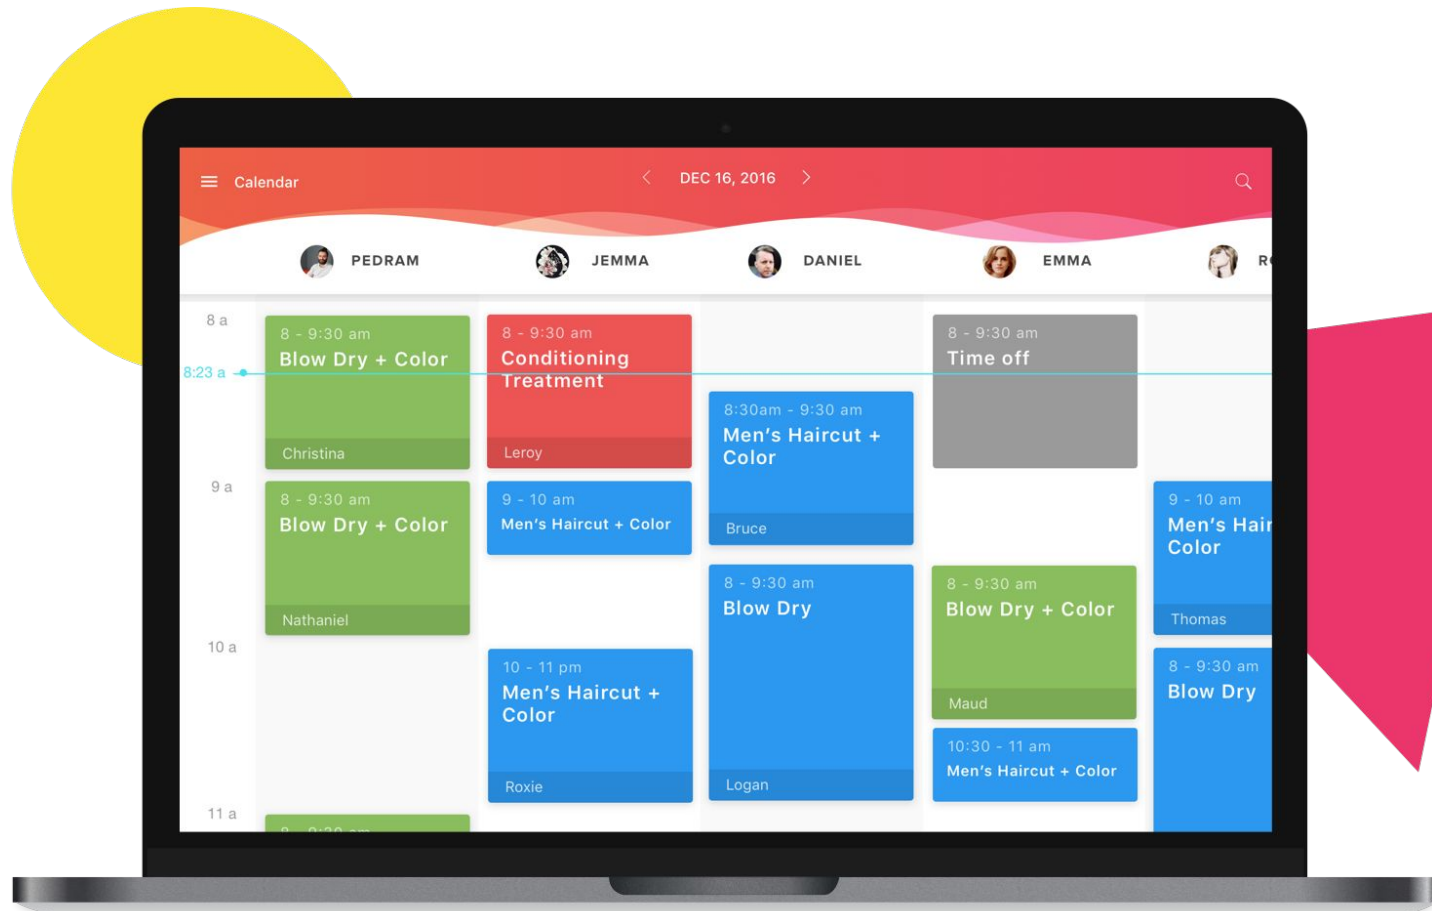 Calendar
DEC 16, 2016
PEDRAM
JEMMA
DANIEL
EMMA
8 a
8:23 a
9 a
10 a
11 a
8 - 9:30 am
Blow Dry + Color
Christina
8 - 9:30 am
Blow Dry + Color
Nathaniel
8 - 9:30 am
Conditioning
Treatment
Leroy
9 - 10 am
Men's Haircut + Color
10 - 11 pm
Men's Haircut +
Color
Roxie
8:30am - 9:30 am
Men's Haircut +
Color
Bruce
8 - 9:30 am
Blow Dry
Logan
8 - 9:30 am
Time off
8 - 9:30 am
Blow Dry + Color
Maud
10:30 - 11 am
Men's Haircut + Color
9 - 10 am
Men's Hair
Color
Thomas
8 - 9:30 am
Blow Dry